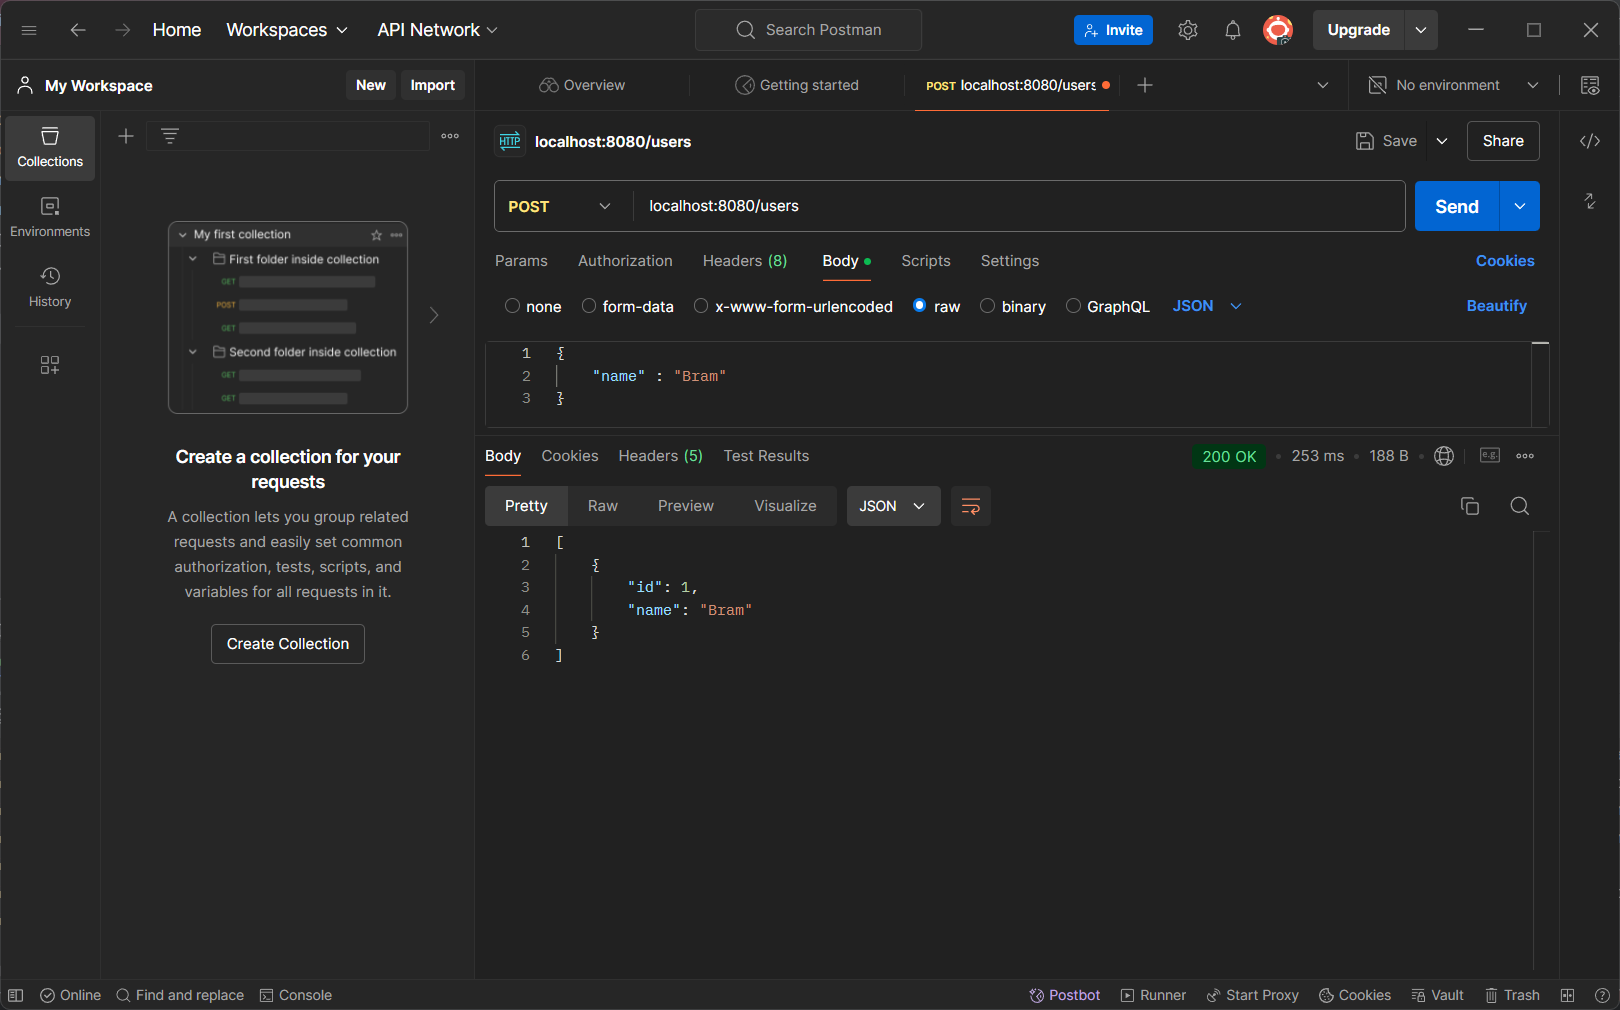 Home Workspaces API Network Search Postman Invite Upgrade
My Workspace New Import Overview Getting started POST localhost:8080/users No environment
Collections
Environments
History
My first collection
First folder inside collection
GET
POST
GET
Second folder inside collection
GET
GET
Create a collection for your
requests
A collection lets you group related
requests and easily set common
authorization, tests, scripts, and
variables for all requests in it.
Create Collection
HTTP localhost:8080/users Save Share
POST localhost:8080/users Send
Params Authorization Headers (8) Body Scripts Settings Cookies
none form-data x-www-form-urlencoded raw binary GraphQL JSON Beautify
1 {
2 "name" : "Bram"
3 }
Body Cookies Headers (5) Test Results 200 OK 253 ms 188 B e.g.
Pretty Raw Preview Visualize JSON
1 [
2 {
3 "id": 1,
4 "name": "Bram"
5 }
6 ]
Online Find and replace Console Postbot Runner Start Proxy Cookies Vault Trash